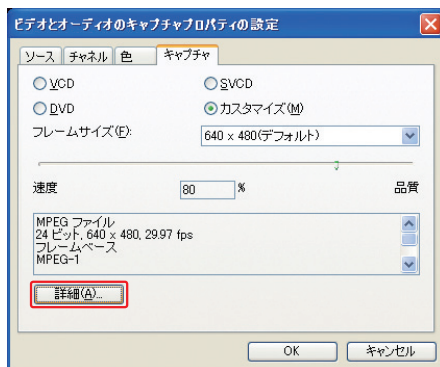 ビデオとオーディオのキャプチャプロパティの設定
ソース チャネル 色 キャプチャ
VCD SVCD
DVD カスタマイズ(M)
フレームサイズ(F): 640 x 480(デフォルト)
速度 80 % 品質
MPEG ファイル
24 ビット, 640 x 480, 29.97 fps
フレームベース
MPEG-1
詳細(A)...
OK キャンセル